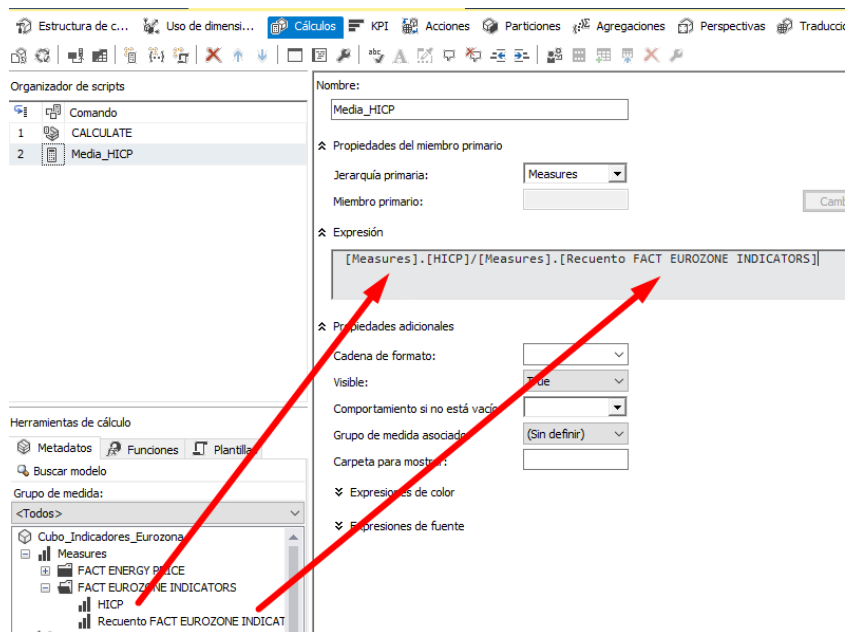 Estructura de c... Uso de dimensi... Cálculos KPI Acciones Particiones Agregaciones Perspectivas
Organizador de scripts
Comando
1 CALCULATE
2 Media_HICP
Nombre:
Media_HICP
Propiedades del miembro primario
Jerarquía primaria: Measures
Miembro primario:
Expresión
[Measures].[HICP]/[Measures].[Recuento FACT EUROZONE INDICATORS]
Propiedades adicionales
Cadena de formato:
Visible: True
Comportamiento si no está vacío
Grupo de medida asociado: (Sin definir)
Carpeta para mostrar:
Expresiones de color
Expresiones de fuente
Herramientas de cálculo
Metadatos Funciones Plantillas
Buscar modelo
Grupo de medida:
<Todos>
Cubo_Indicadores_Eurozona
Measures
FACT ENERGY PRICE
FACT EUROZONE INDICATORS
HICP
Recuento FACT EUROZONE INDICAT